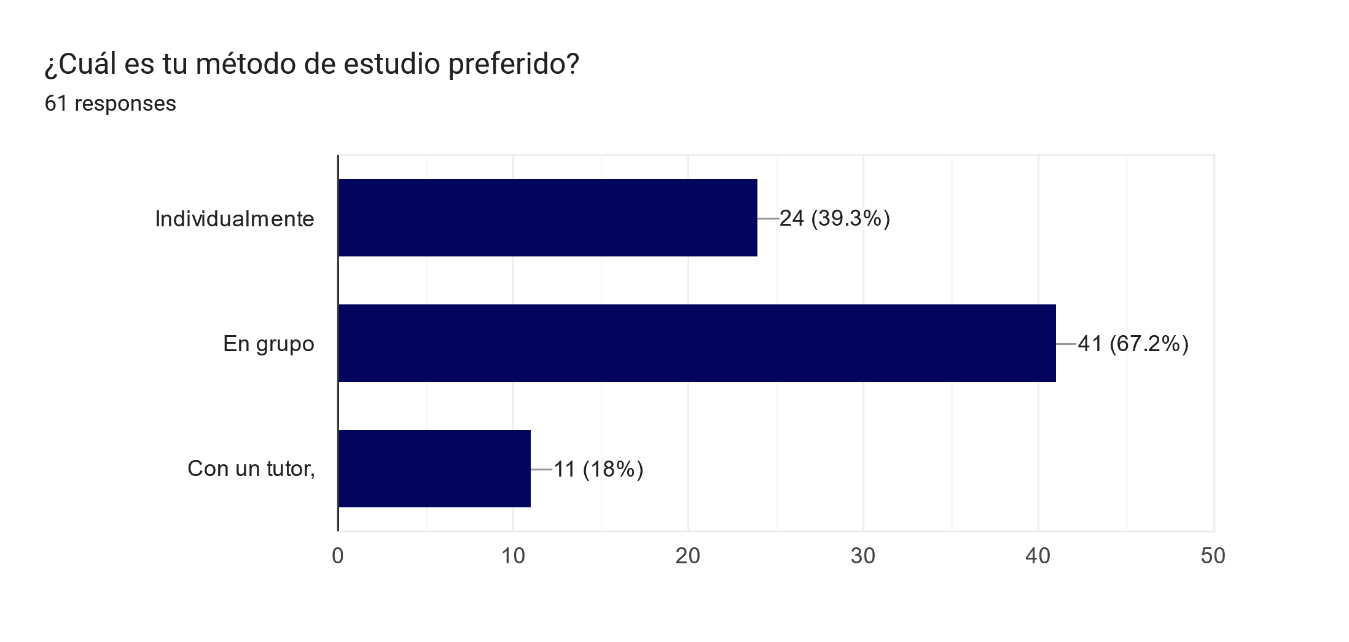 ¿Cuál es tu método de estudio preferido?
61 responses
Individualmente
24 (39.3%)
En grupo
41 (67.2%)
Con un tutor,
11 (18%)
0 10 20 30 40 50